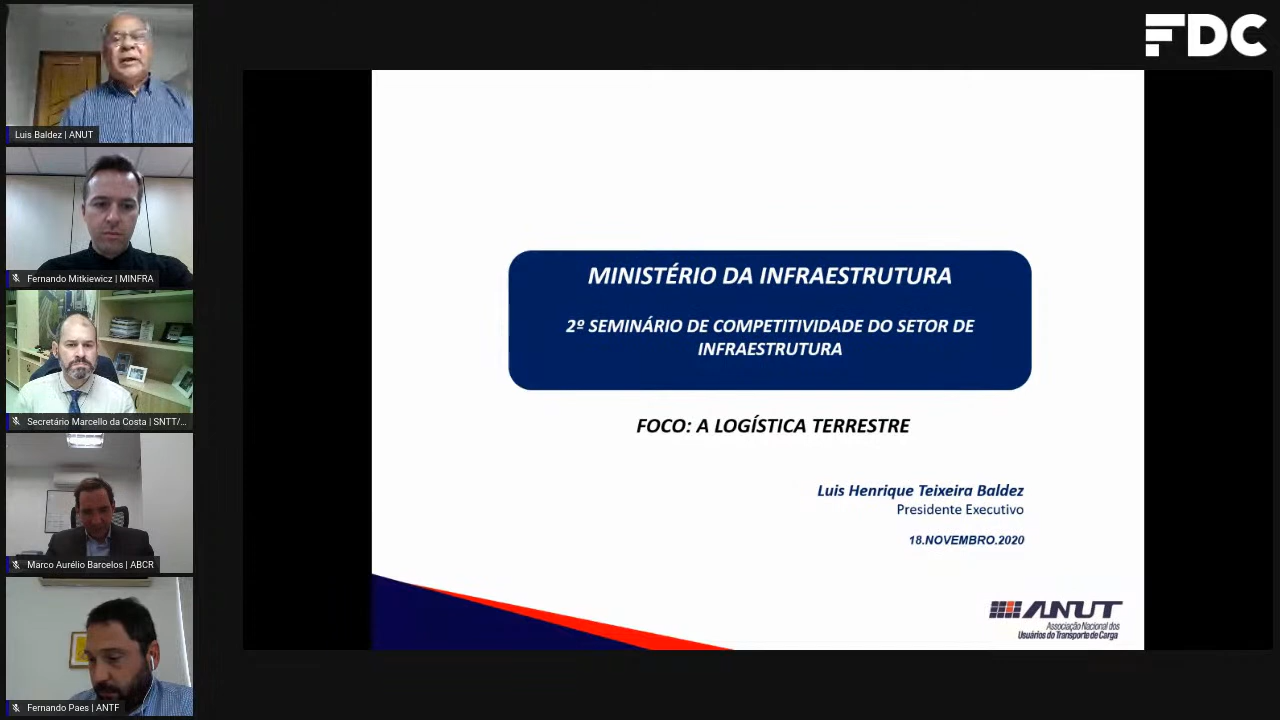 FDC
Luis Baldez | ANUT
Fernando Mitkiewicz | MINFRA
Secretário Marcello da Costa | SNTT/...
Marco Aurélio Barcelos | ABCR
Fernando Paes | ANTF
MINISTÉRIO DA INFRAESTRUTURA
2º SEMINÁRIO DE COMPETITIVIDADE DO SETOR DE
INFRAESTRUTURA
FOCO: A LOGÍSTICA TERRESTRE
Luis Henrique Teixeira Baldez
Presidente Executivo
18.NOVEMBRO.2020
ANUT
Associação Nacional dos
Usuários do Transporte de Carga